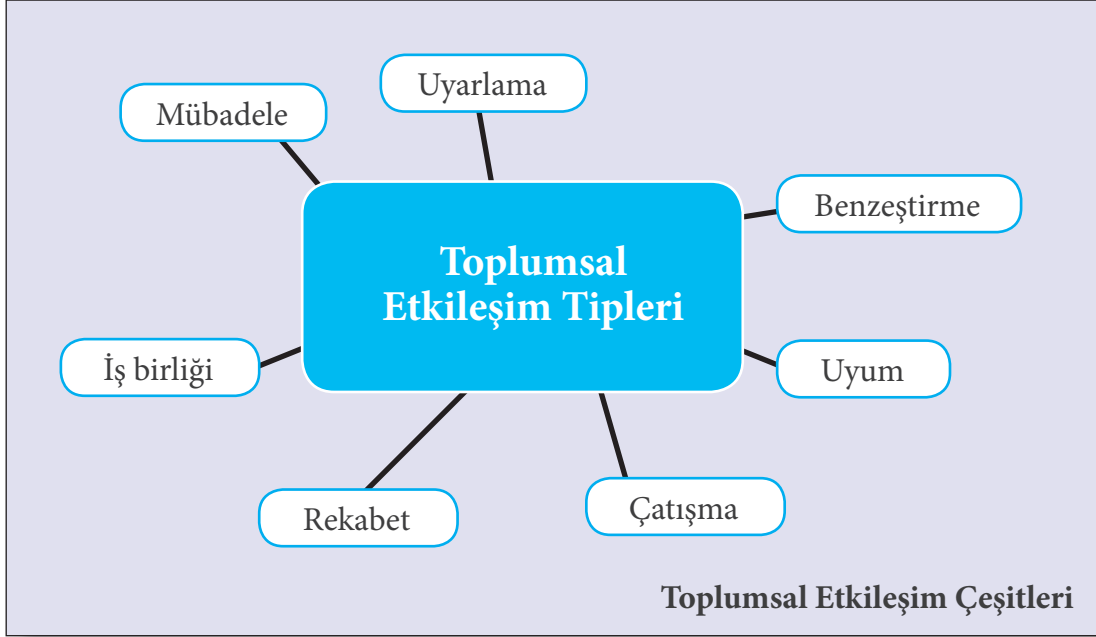 Uyarlama
Mübadele
Benzeştirme
Toplumsal
Etkileşim Tipleri
İş birliği
Uyum
Rekabet
Çatışma
Toplumsal Etkileşim Çeşitleri